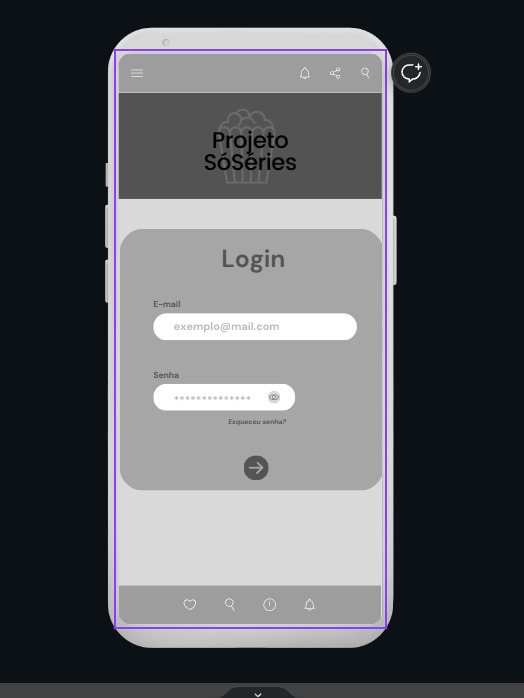 Projeto
SóSéries
Login
E-mail
exemplo@mail.com
Senha
**************
Esqueceu senha?